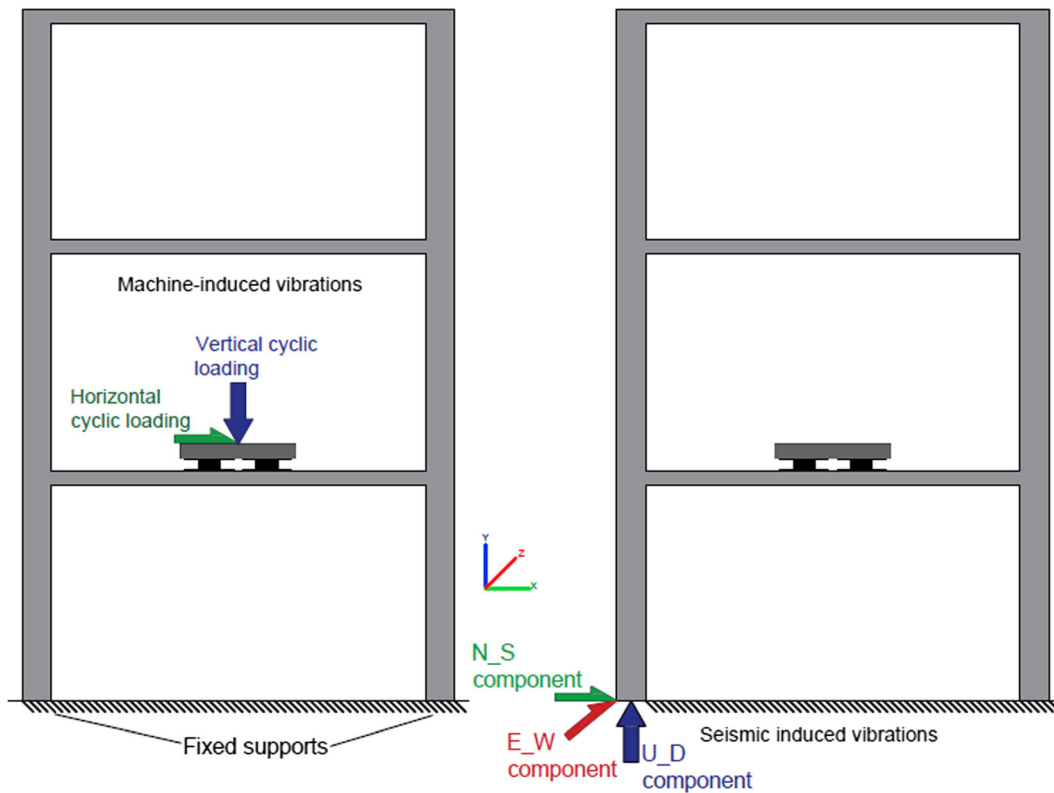 Machine-induced vibrations
Vertical cyclic
loading
Horizontal
cyclic loading
Fixed supports
Y
Z
X
N_S
component
E_W
component
U_D
component
Seismic induced vibrations